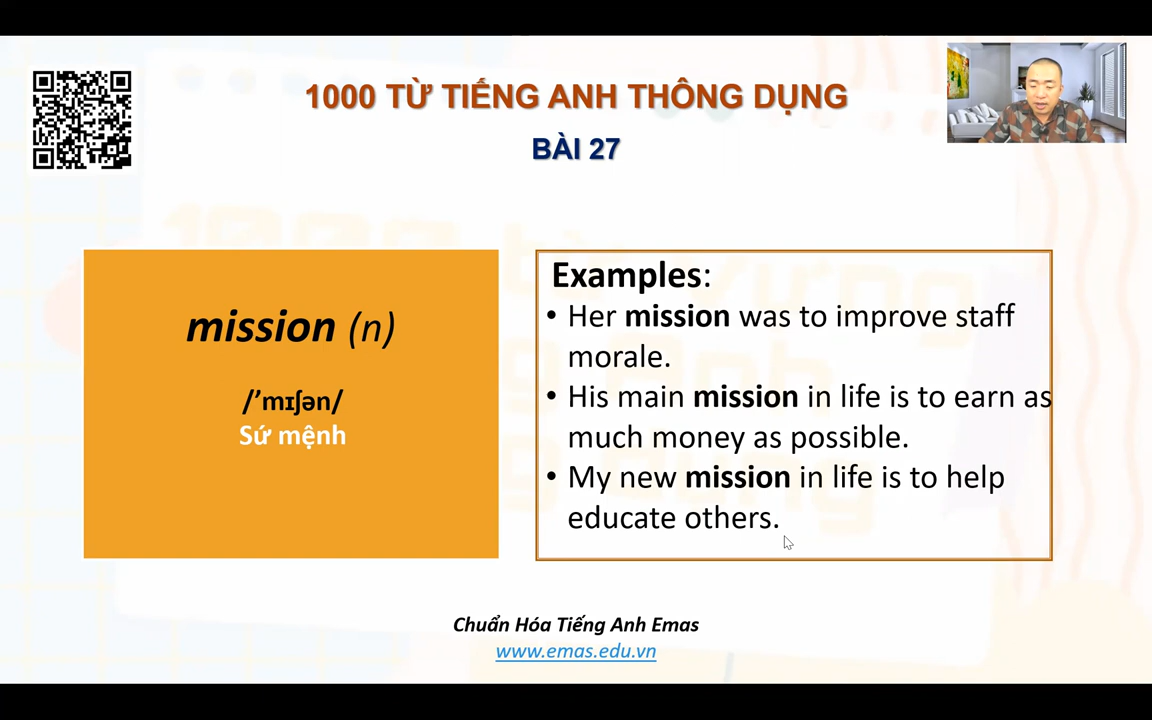 1000 TỪ TIẾNG ANH THÔNG DỤNG
BÀI 27
mission (n)
/’mɪʃən/
Sứ mệnh
Examples:
• Her mission was to improve staff
morale.
• His main mission in life is to earn as
much money as possible.
• My new mission in life is to help
educate others.
Chuẩn Hóa Tiếng Anh Emas
www.emas.edu.vn